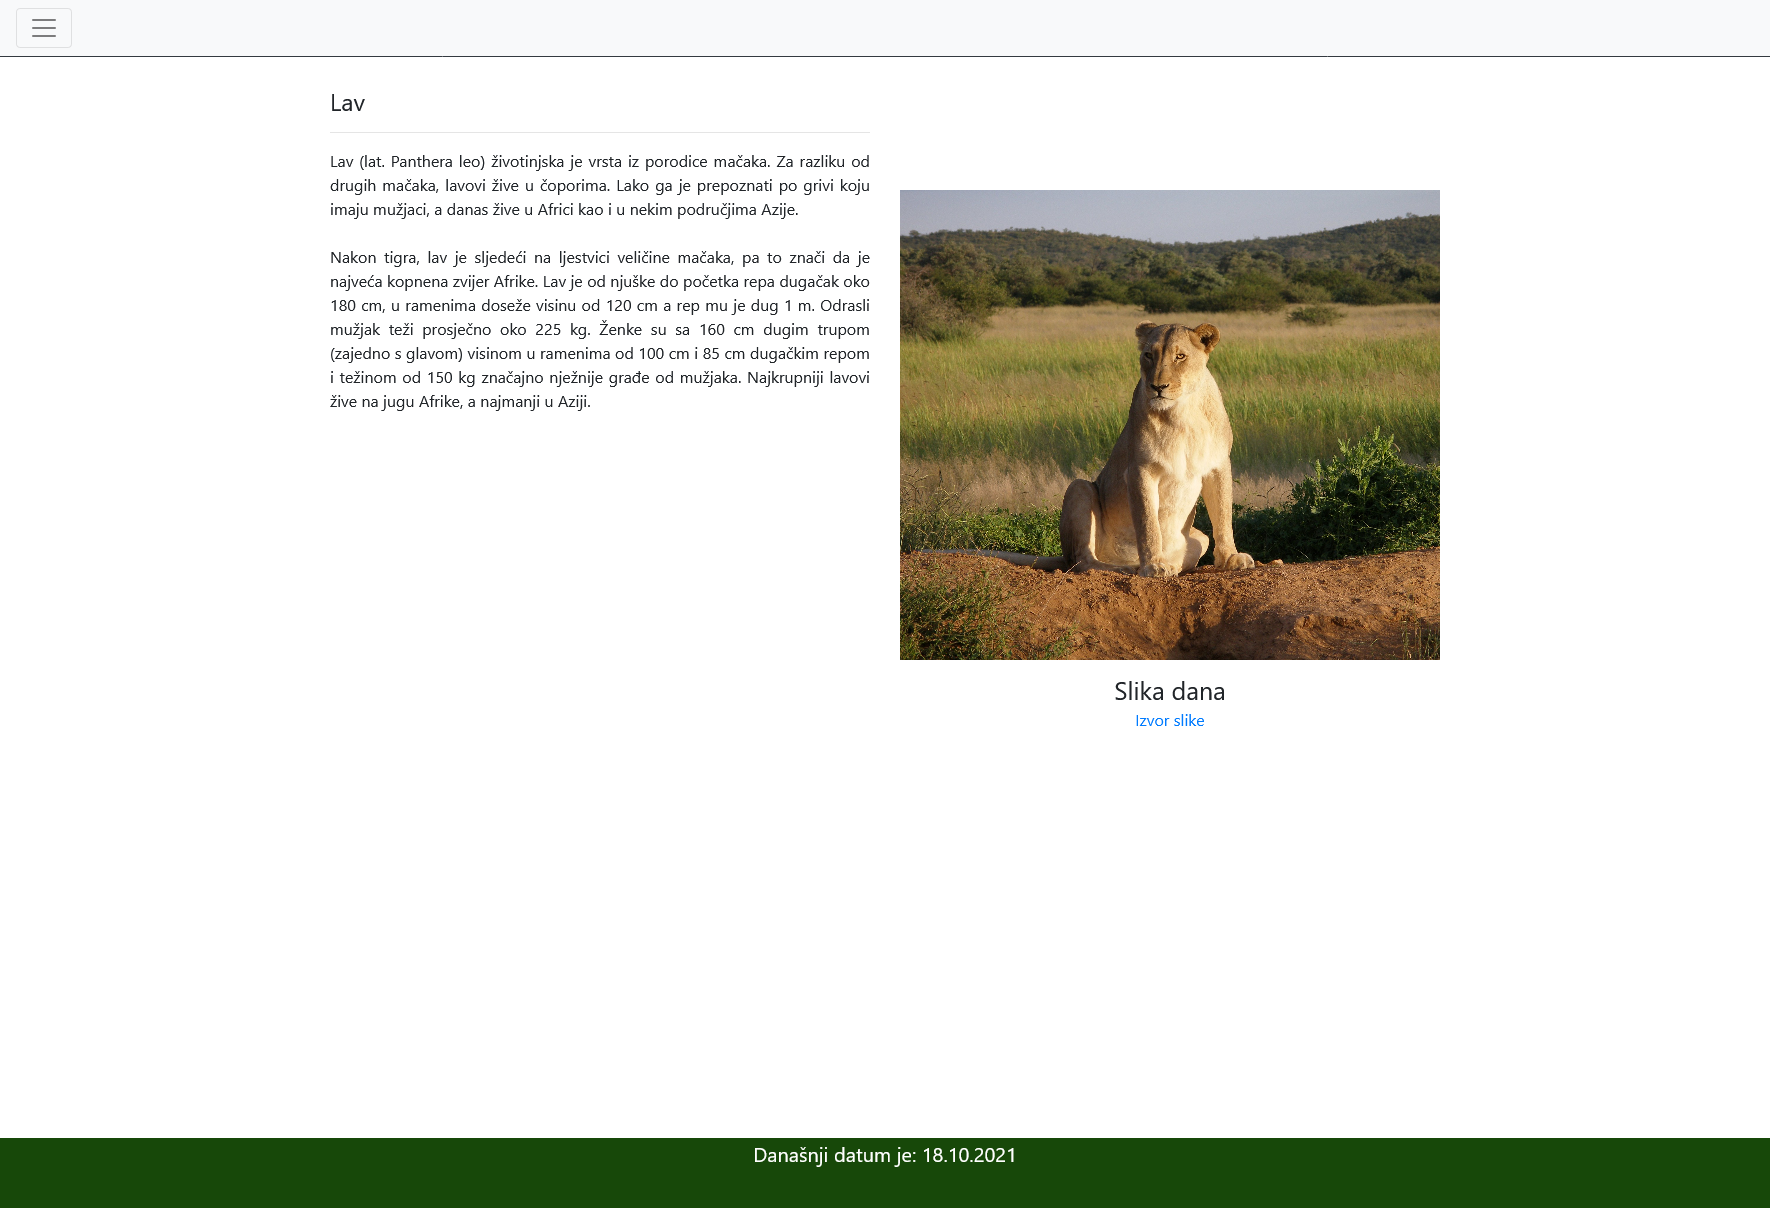 Lav
Lav (lat. Panthera leo) životinjska je vrsta iz porodice mačaka. Za razliku od
drugih mačaka, lavovi žive u čoporima. Lako ga je prepoznati po grivi koju
imaju mužjaci, a danas žive u Africi kao i u nekim područjima Azije.
Nakon tigra, lav je sljedeći na ljestvici veličine mačaka, pa to znači da je
najveća kopnena zvijer Afrike. Lav je od njuške do početka repa dugačak oko
180 cm, u ramenima doseže visinu od 120 cm a rep mu je dug 1 m. Odrasli
mužjak teži prosječno oko 225 kg. Ženke su sa 160 cm dugim trupom
(zajedno s glavom) visinom u ramenima od 100 cm i 85 cm dugačkim repom
i težinom od 150 kg značajno nježnije građe od mužjaka. Najkrupniji lavovi
žive na jugu Afrike, a najmanji u Aziji.
Slika dana
Izvor slike
Današnji datum je: 18.10.2021